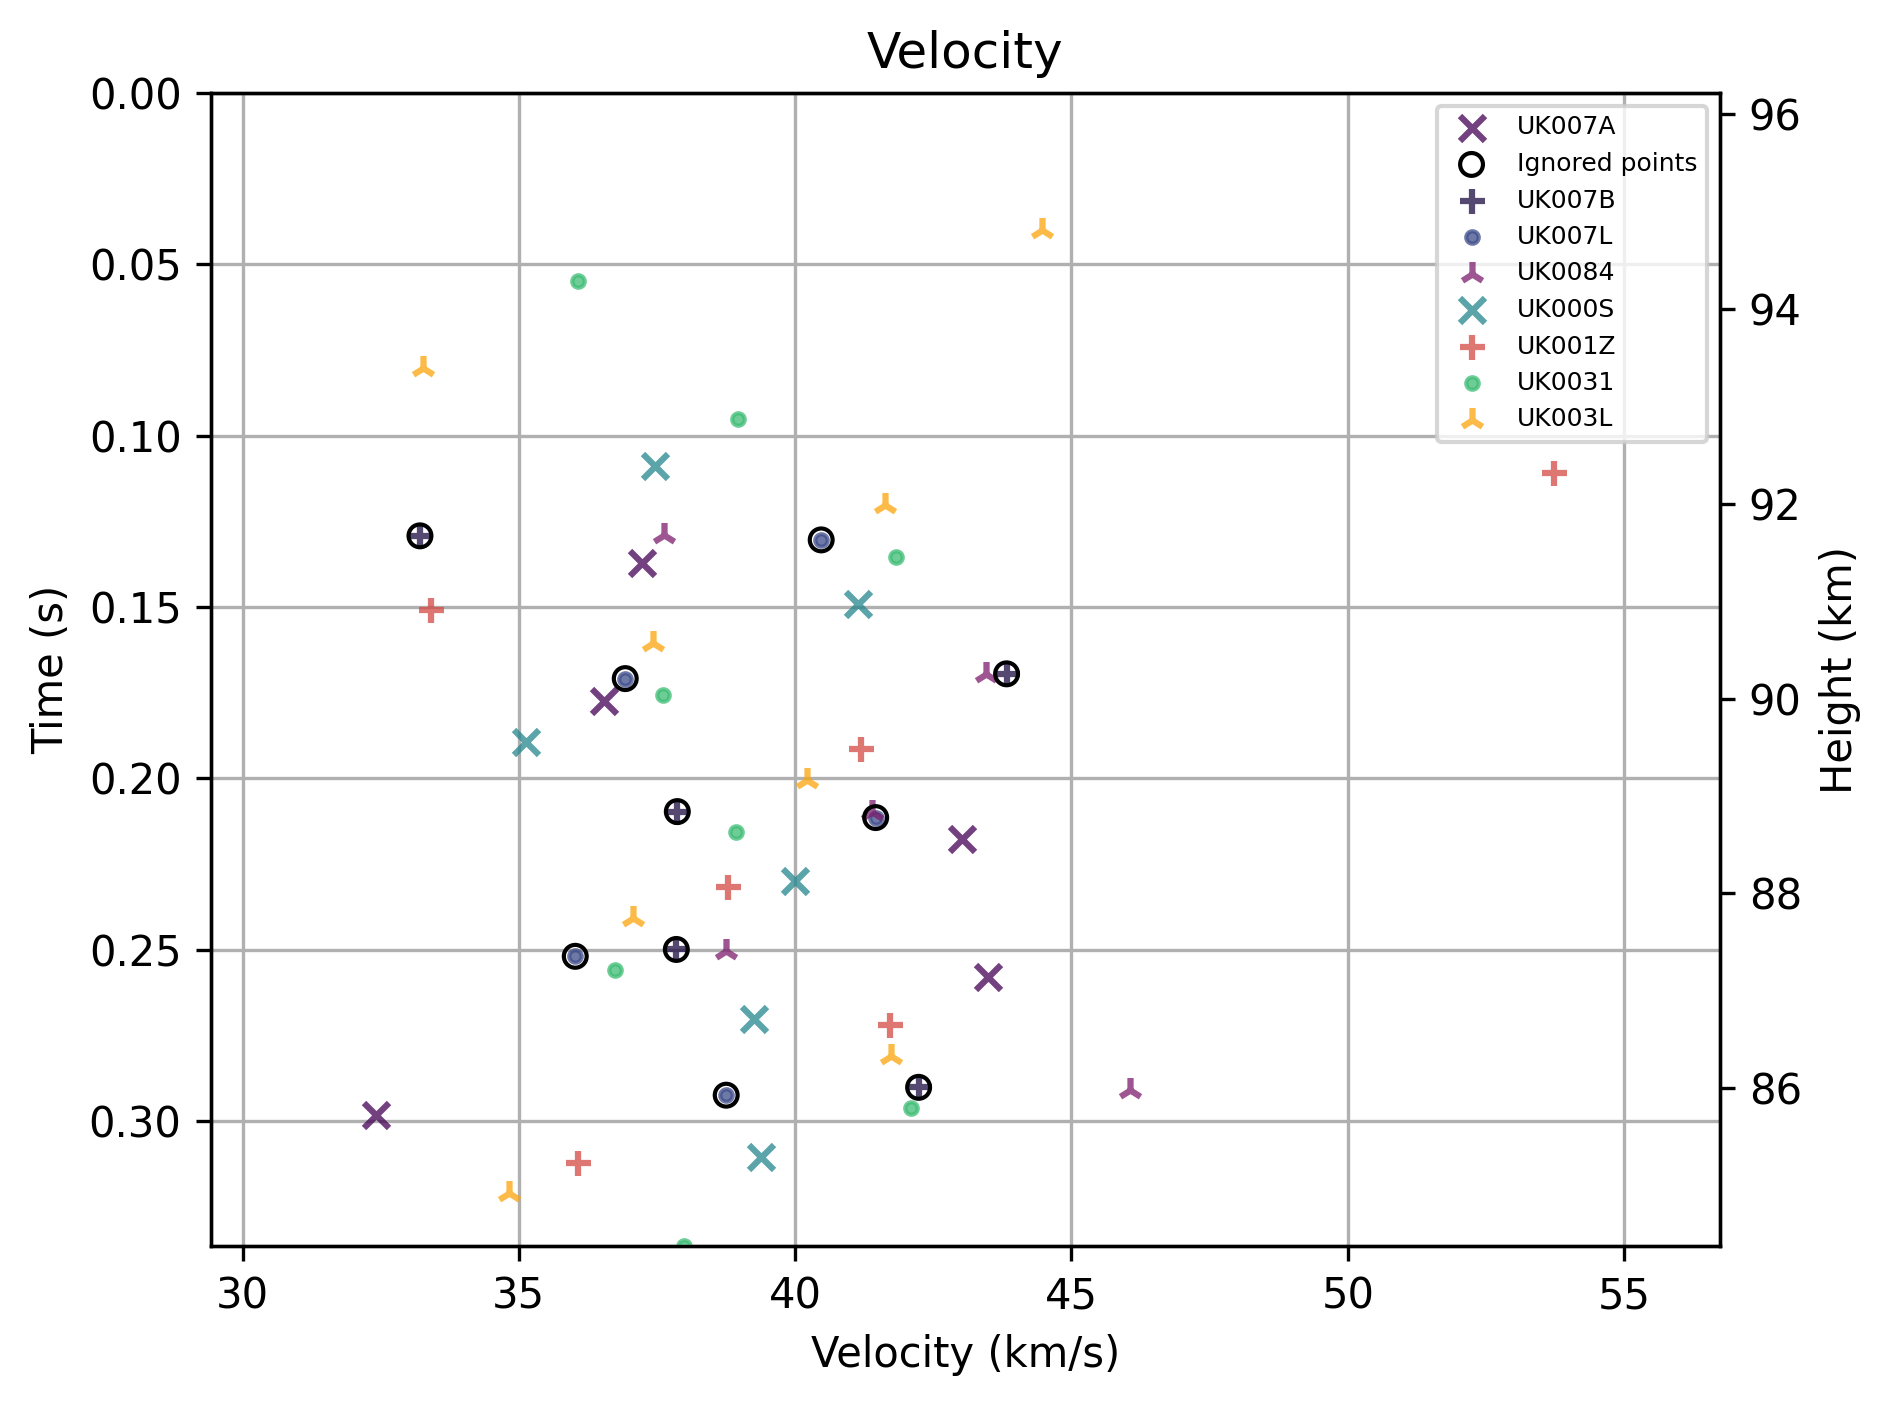 Velocity
0.00
0.05
0.10
0.15
0.20
0.25
0.30
Time (s)
UK007A
Ignored points
UK007B
UK007L
UK0084
UK000S
UK001Z
UK0031
UK003L
96
94
92
90
88
86
Height (km)
30 35 40 45 50 55
Velocity (km/s)